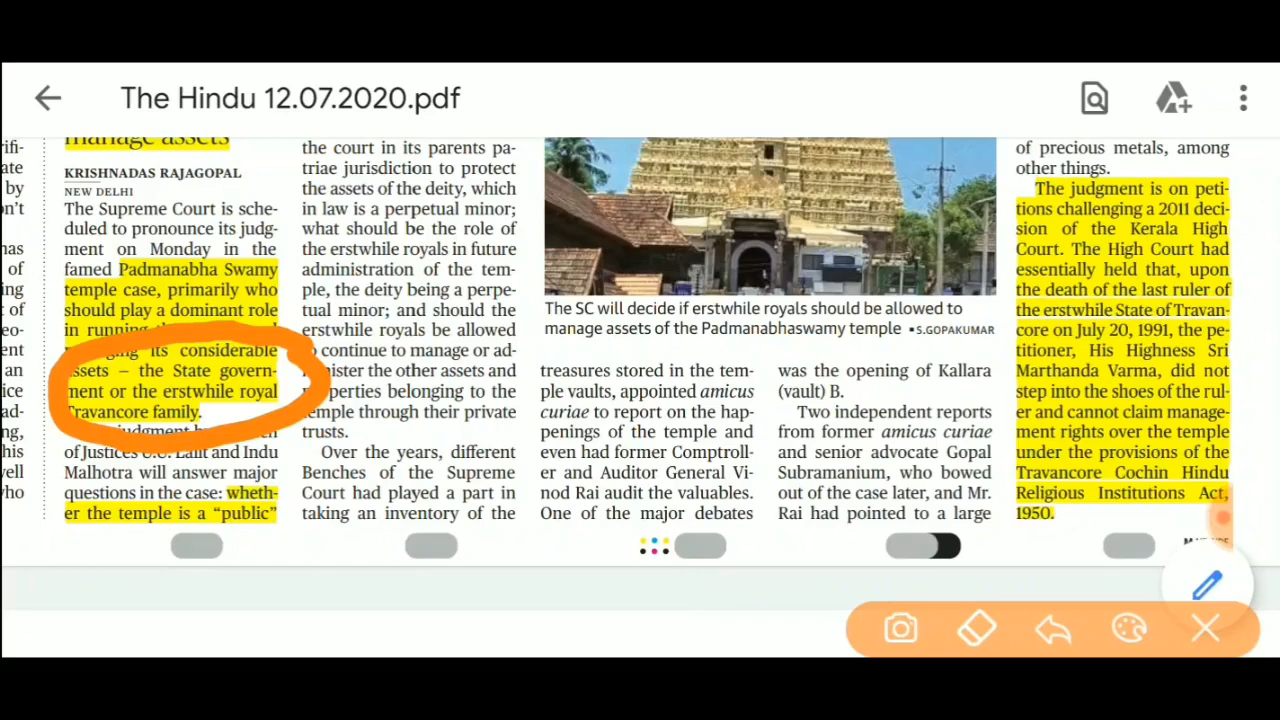 The Hindu 12.07.2020.pdf
manage assets
KRISHNADAS RAJAGOPAL
NEW DELHI
The Supreme Court is sche-
duled to pronounce its judg-
ment on Monday in the
famed Padmanabha Swamy
temple case, primarily who
should play a dominant role
in running
its considerable
assets – the State govern-
ment or the erstwhile royal
Travancore family.
judgment
of Justices U.U. Lalit and Indu
Malhotra will answer major
questions in the case: wheth-
er the temple is a “public”
the court in its parens pa-
triae jurisdiction to protect
the assets of the deity, which
in law is a perpetual minor;
what should be the role of
the erstwhile royals in future
administration of the tem-
ple, the deity being a perpe-
tual minor; and should the
erstwhile royals be allowed
to continue to manage or ad-
minister the other assets and
properties belonging to the
temple through their private
trusts.
Over the years, different
Benches of the Supreme
Court had played a part in
taking an inventory of the
The SC will decide if erstwhile royals should be allowed to
manage assets of the Padmanabhaswamy temple ▪S.GOPAKUMAR
treasures stored in the tem-
ple vaults, appointed amicus
curiae to report on the hap-
penings of the temple and
even had former Comptroll-
er and Auditor General Vi-
nod Rai audit the valuables.
One of the major debates
was the opening of Kallara
(vault) B.
Two independent reports
from former amicus curiae
and senior advocate Gopal
Subramanium, who bowed
out of the case later, and Mr.
Rai had pointed to a large
of precious metals, among
other things.
The judgment is on peti-
tions challenging a 2011 deci-
sion of the Kerala High
Court. The High Court had
essentially held that, upon
the death of the last ruler of
the erstwhile State of Travan-
core on July 20, 1991, the pe-
titioner, His Highness Sri
Marthanda Varma, did not
step into the shoes of the rul-
er and cannot claim manage-
ment rights over the temple
under the provisions of the
Travancore Cochin Hindu
Religious Institutions Act,
1950.